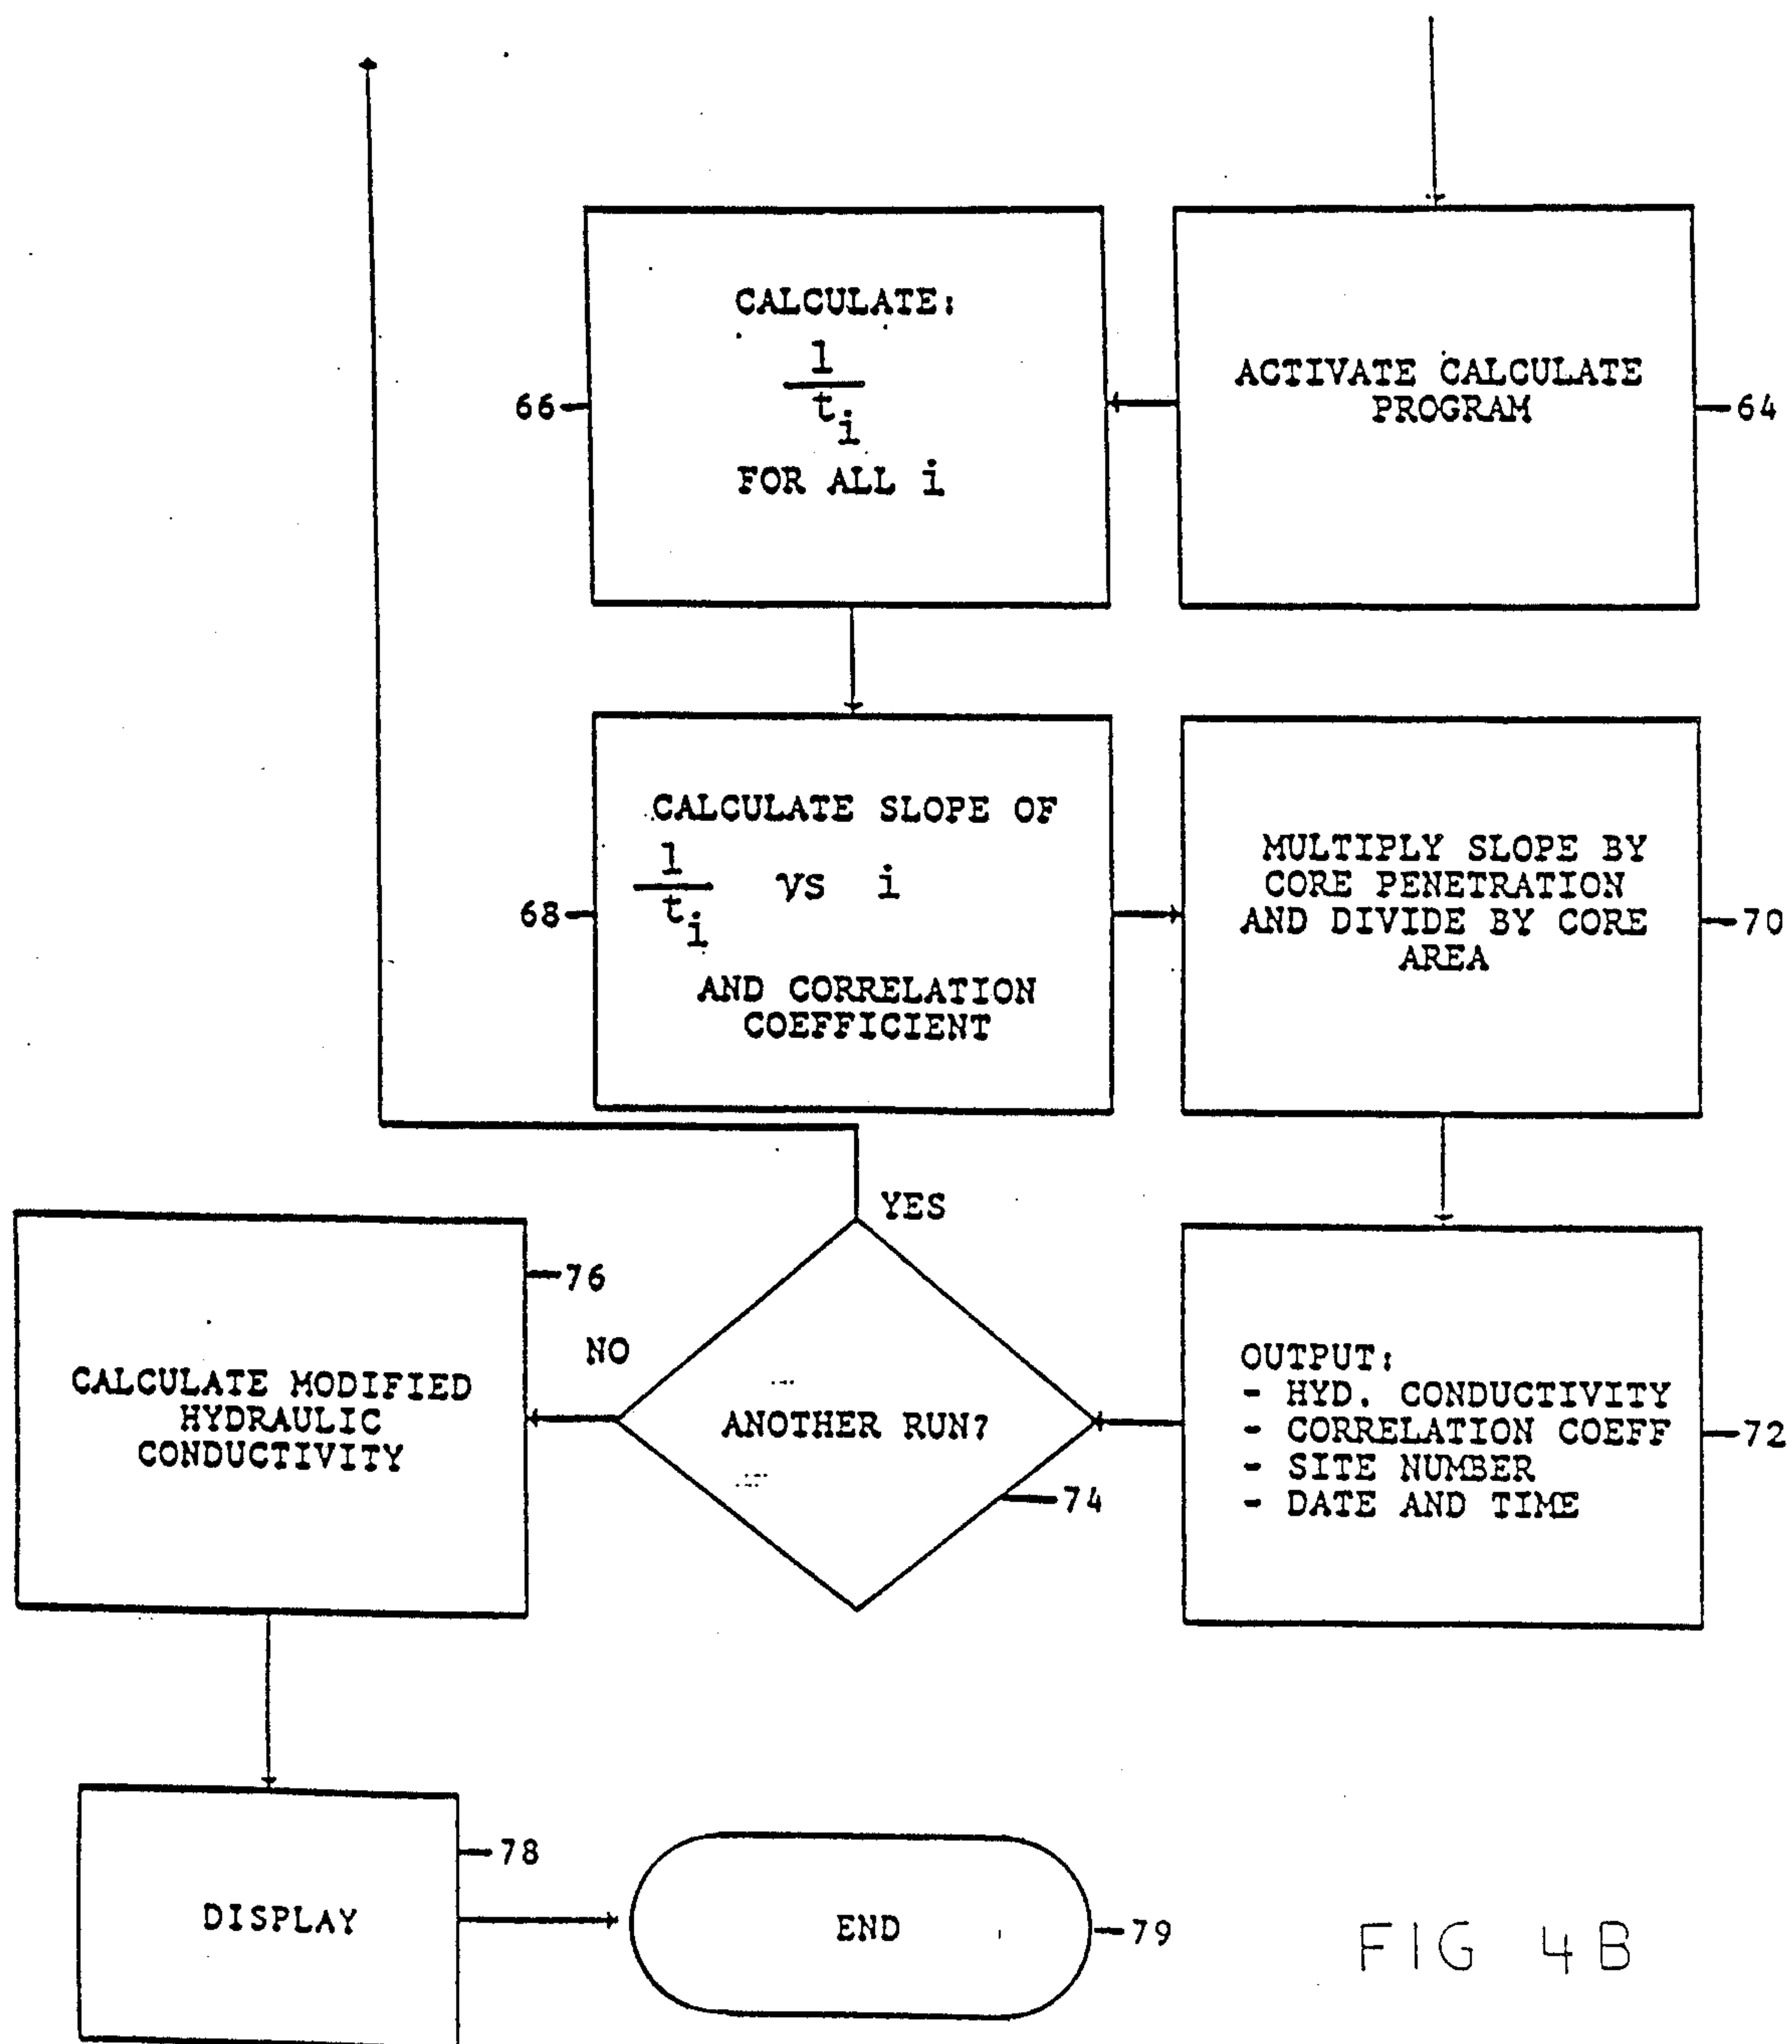 ACTIVATE CALCULATE
PROGRAM
64
CALCULATE:
1
t_i
FOR ALL i
66
CALCULATE SLOPE OF
1
t_i vs i
AND CORRELATION
COEFFICIENT
68
MULTIPLY SLOPE BY
CORE PENETRATION
AND DIVIDE BY CORE
AREA
70
OUTPUT:
- HYD. CONDUCTIVITY
- CORRELATION COEFF
- SITE NUMBER
- DATE AND TIME
72
ANOTHER RUN?
74
YES
NO
CALCULATE MODIFIED
HYDRAULIC
CONDUCTIVITY
76
DISPLAY
78
END
79
FIG 4B